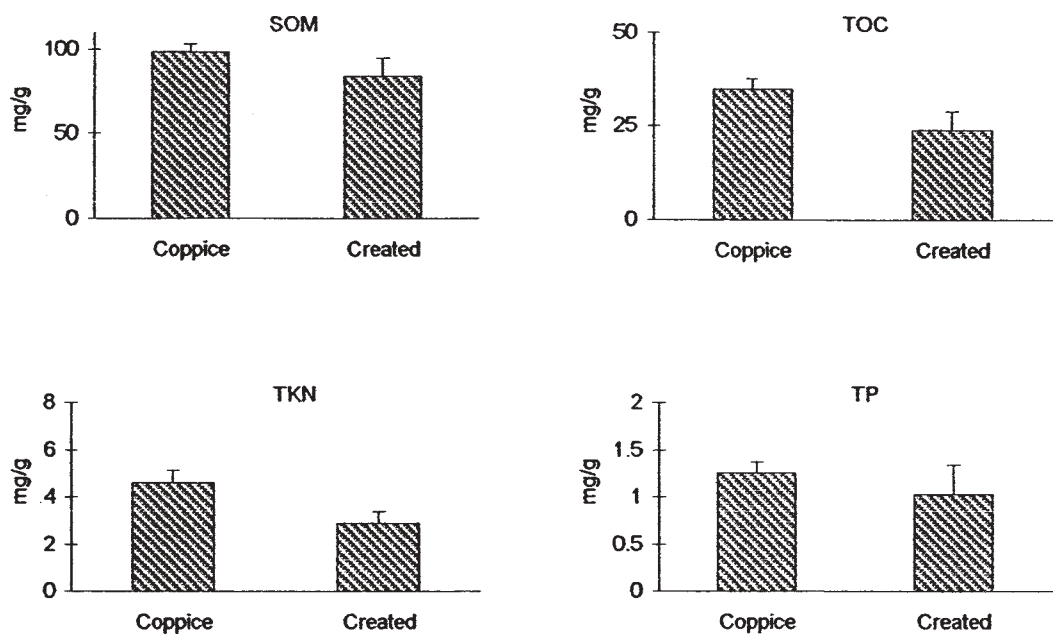 SOM
100
50
0
mg/g
Coppice Created
TOC
50
25
0
mg/g
Coppice Created
TKN
8
6
4
2
0
mg/g
Coppice Created
TP
2
1.5
1
0.5
0
mg/g
Coppice Created